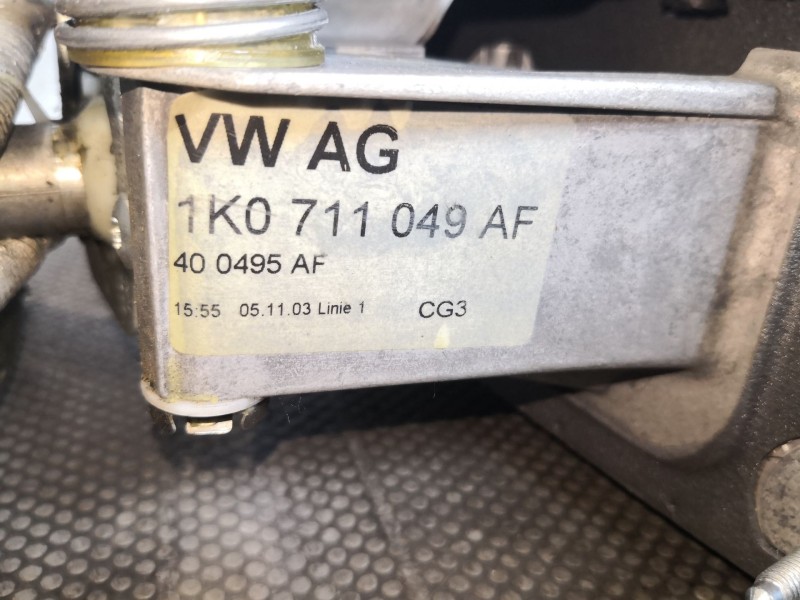 VW AG
1K0 711 049 AF
40 0495 AF
15:55 05.11.03 Linie 1 CG3